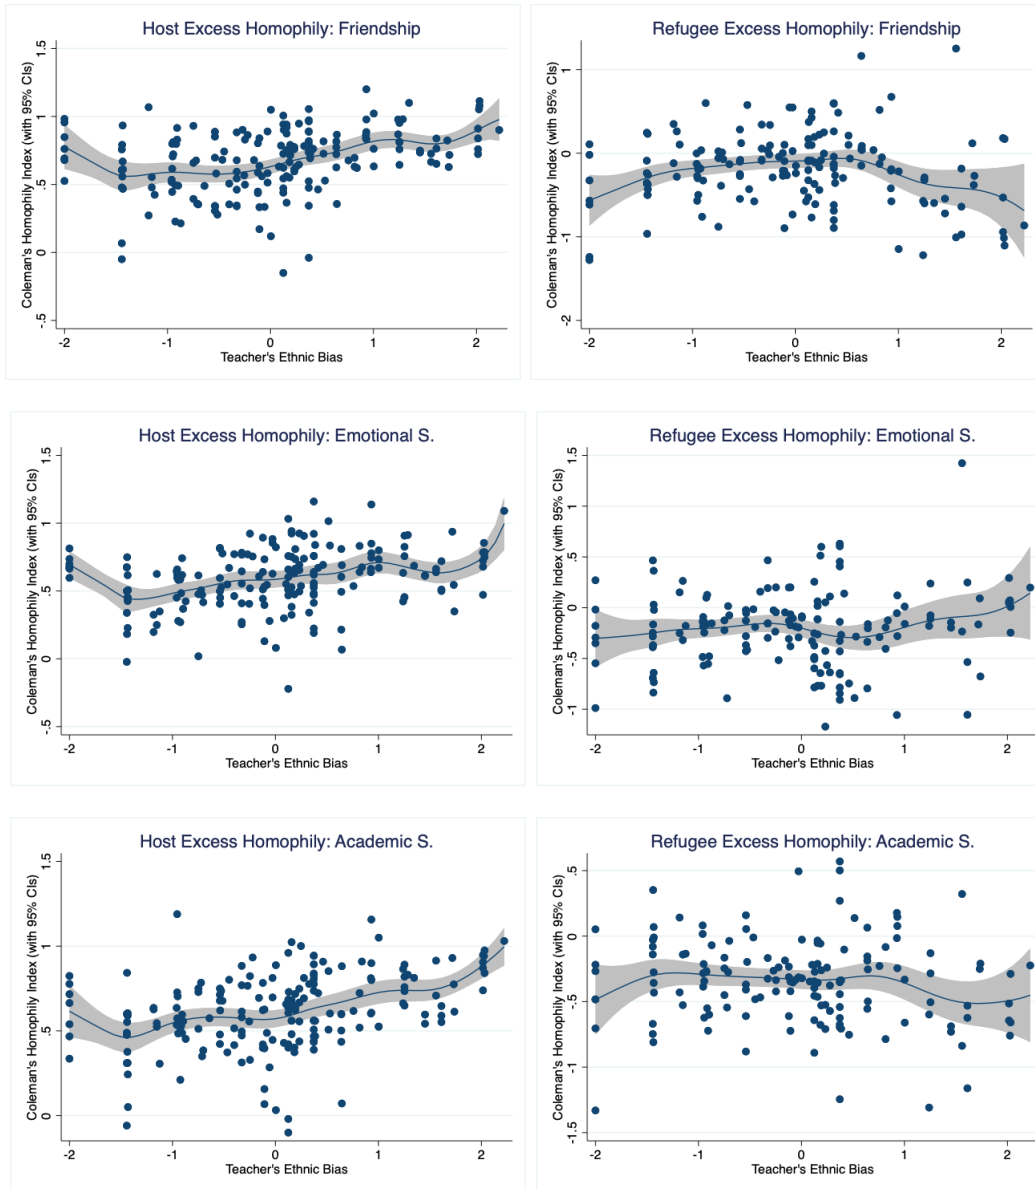 Host Excess Homophily: Friendship
Coleman's Homophily Index (with 95% CIs)
1.5
1
.5
0
-.5
-2 -1 0 1 2
Teacher's Ethnic Bias
Refugee Excess Homophily: Friendship
Coleman's Homophily Index (with 95% CIs)
1
0
-1
-2
-2 -1 0 1 2
Teacher's Ethnic Bias
Host Excess Homophily: Emotional S.
Coleman's Homophily Index (with 95% CIs)
1.5
1
.5
0
-.5
-2 -1 0 1 2
Teacher's Ethnic Bias
Refugee Excess Homophily: Emotional S.
Coleman's Homophily Index (with 95% CIs)
1.5
1
.5
0
-.5
-1
-2 -1 0 1 2
Teacher's Ethnic Bias
Host Excess Homophily: Academic S.
Coleman's Homophily Index (with 95% CIs)
1.5
1
.5
0
-2 -1 0 1 2
Teacher's Ethnic Bias
Refugee Excess Homophily: Academic S.
Coleman's Homophily Index (with 95% CIs)
.5
0
-.5
-1
-1.5
-2 -1 0 1 2
Teacher's Ethnic Bias